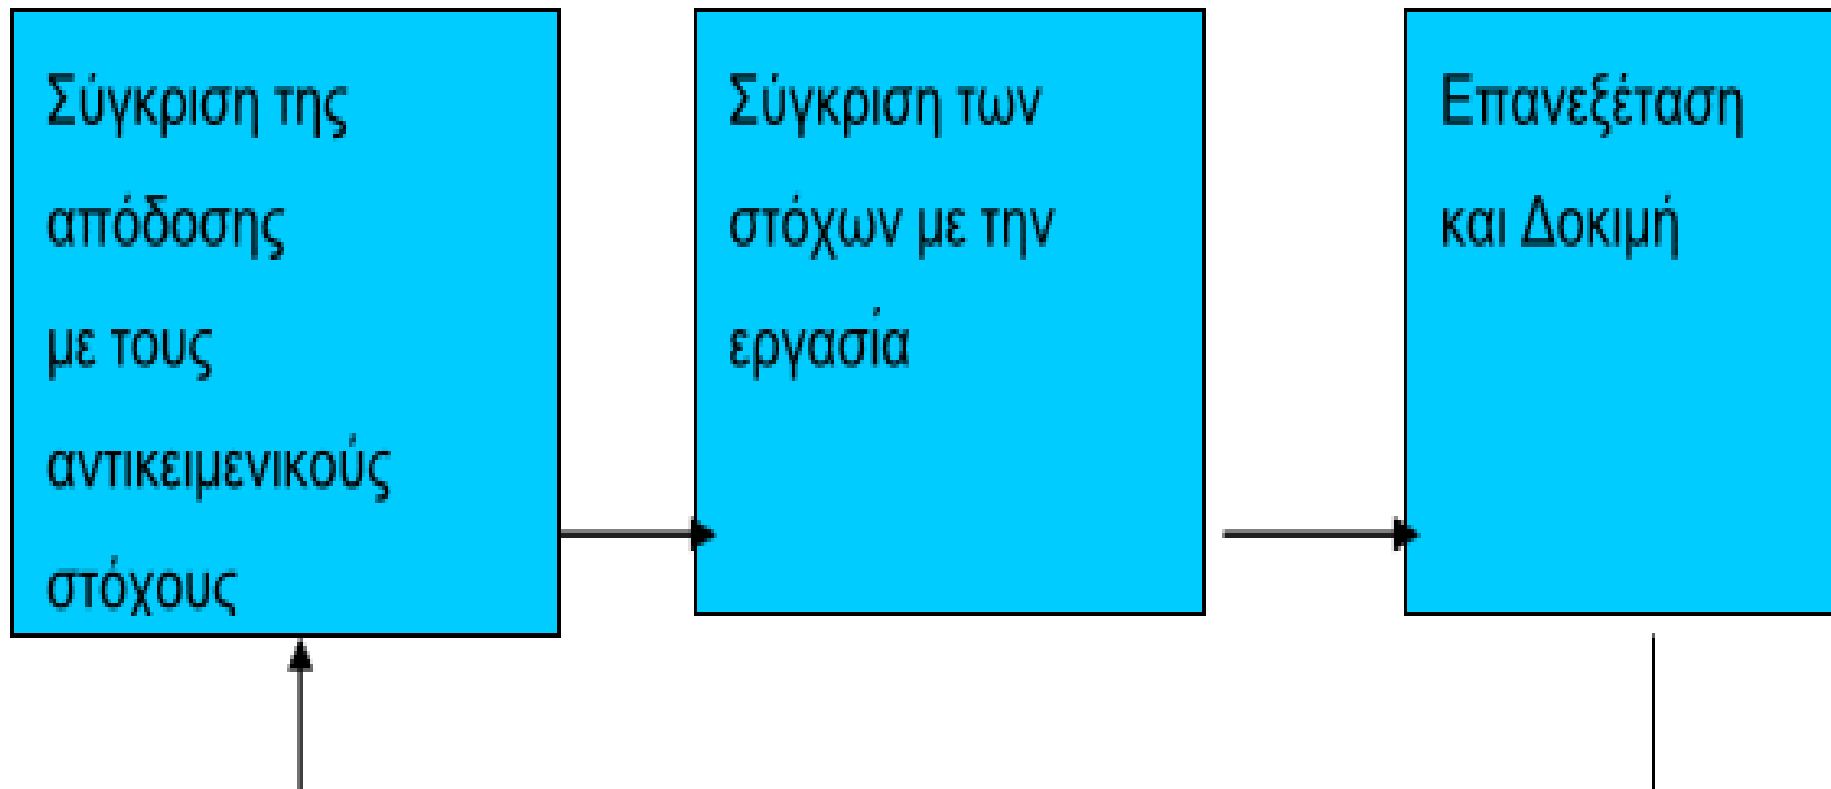 Σύγκριση της
απόδοσης
με τους
αντικειμενικούς
στόχους
Σύγκριση των
στόχων με την
εργασία
Επανεξέταση
και Δοκιμή